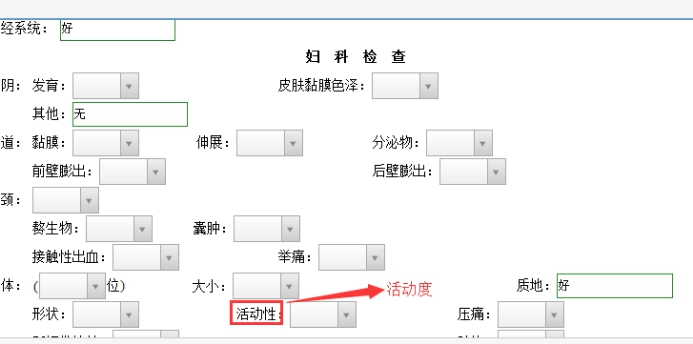 经系统： 好
妇 科 检 查
阴： 发育： 皮肤黏膜色泽：
其他： 无
道： 黏膜： 伸展： 分泌物：
前壁膨出： 后壁膨出：
颈：
赘生物： 囊肿：
接触性出血： 举痛：
体： ( 位) 大小： 质地： 好
活动度
形状： 活动性： 压痛：